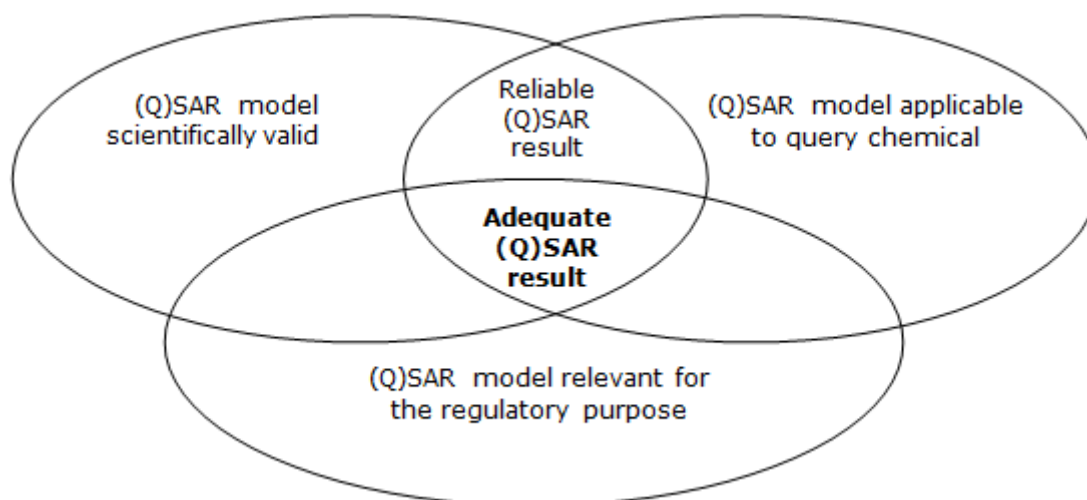 (Q)SAR model
scientifically valid
Reliable
(Q)SAR
result
(Q)SAR model applicable
to query chemical
Adequate
(Q)SAR
result
(Q)SAR model relevant for
the regulatory purpose